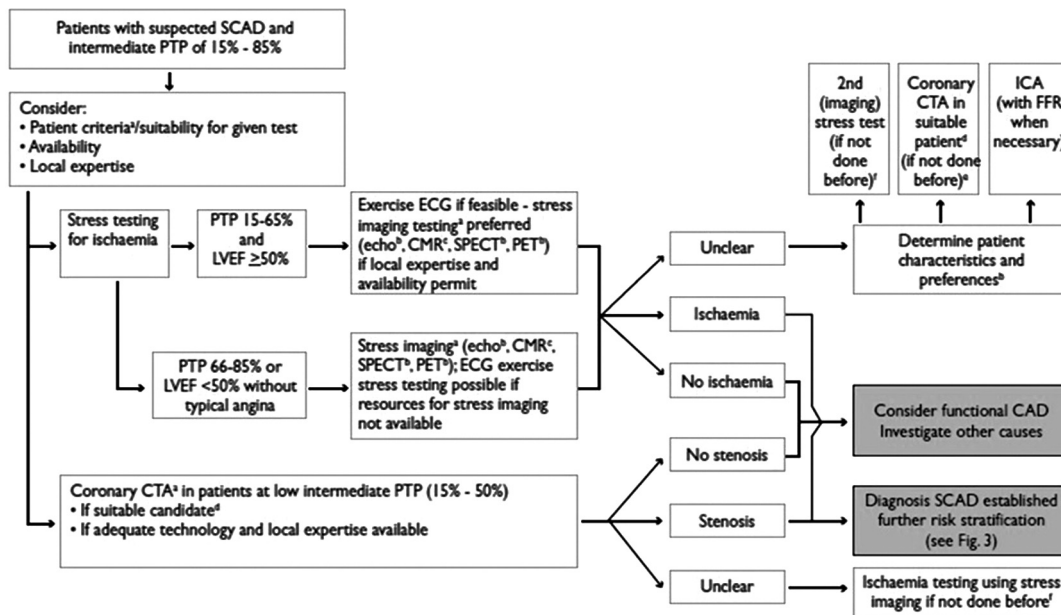 Patients with suspected SCAD and
intermediate PTP of 15% - 85%
Consider:
• Patient criteriaᵃ/suitability for given test
• Availability
• Local expertise
Stress testing
for ischaemia
PTP 15-65%
and
LVEF ≥50%
Exercise ECG if feasible - stress
imaging testingᵃ preferred
(echoᵇ, CMRᶜ, SPECTᵇ, PETᵇ)
if local expertise and
availability permit
PTP 66-85% or
LVEF <50% without
typical angina
Stress imagingᵃ (echoᵇ, CMRᶜ,
SPECTᵇ, PETᵇ); ECG exercise
stress testing possible if
resources for stress imaging
not available
Coronary CTAᵃ in patients at low intermediate PTP (15% - 50%)
• If suitable candidateᵈ
• If adequate technology and local expertise available
Unclear
Ischaemia
No ischaemia
No stenosis
Stenosis
Unclear
2nd
(imaging)
stress test
(if not
done
before)ᶠ
Coronary
CTA in
suitable
patientᵈ
(if not done
before)ᵉ
ICA
(with FFR
when
necessary)
Determine patient
characteristics and
preferencesᵇ
Consider functional CAD
Investigate other causes
Diagnosis SCAD established
further risk stratification
(see Fig. 3)
Ischaemia testing using stress
imaging if not done beforeᶠ